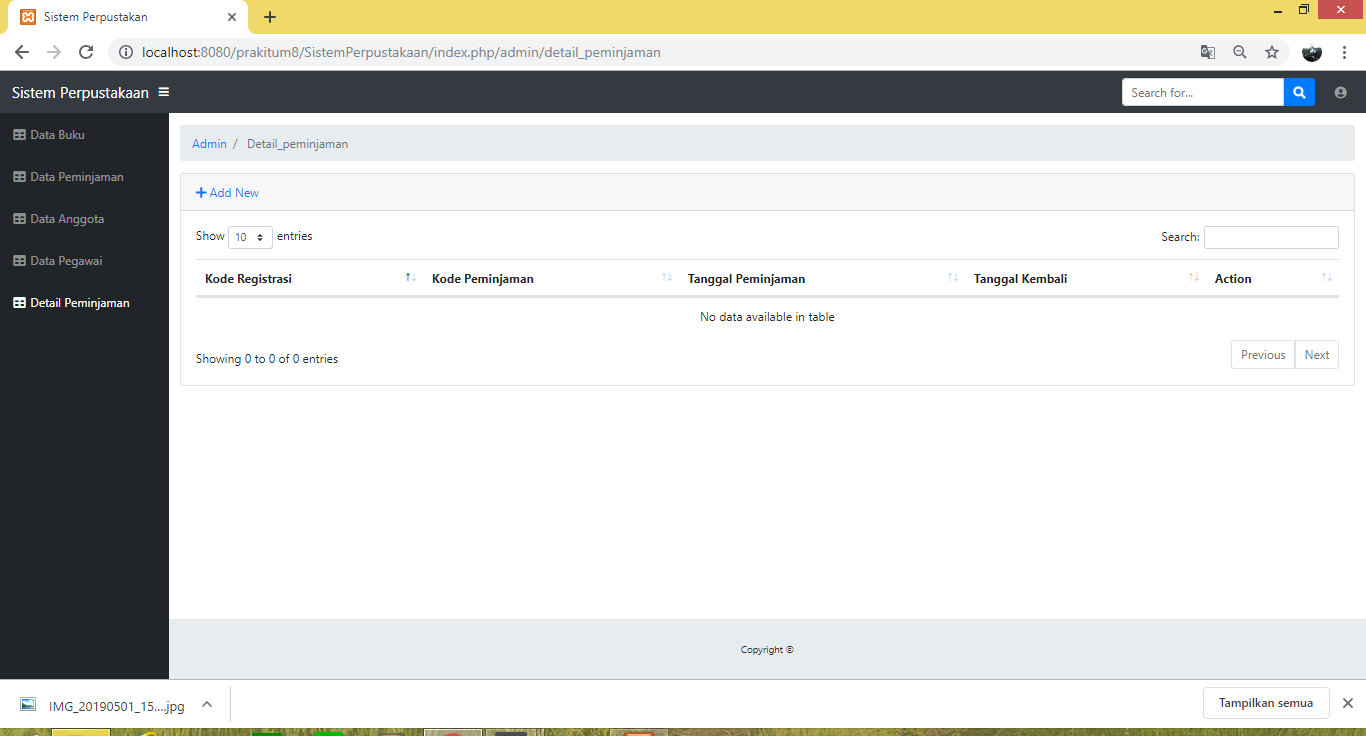 Sistem Perpustakan
localhost:8080/prakitum8/SistemPerpustakaan/index.php/admin/detail_peminjaman
Sistem Perpustakaan
Search for...
Data Buku
Data Peminjaman
Data Anggota
Data Pegawai
Detail Peminjaman
Admin / Detail_peminjaman
Add New
Show 10 entries
Search:
Kode Registrasi Kode Peminjaman Tanggal Peminjaman Tanggal Kembali Action
No data available in table
Showing 0 to 0 of 0 entries
Previous Next
Copyright ©
IMG_20190501_15....jpg
Tampilkan semua